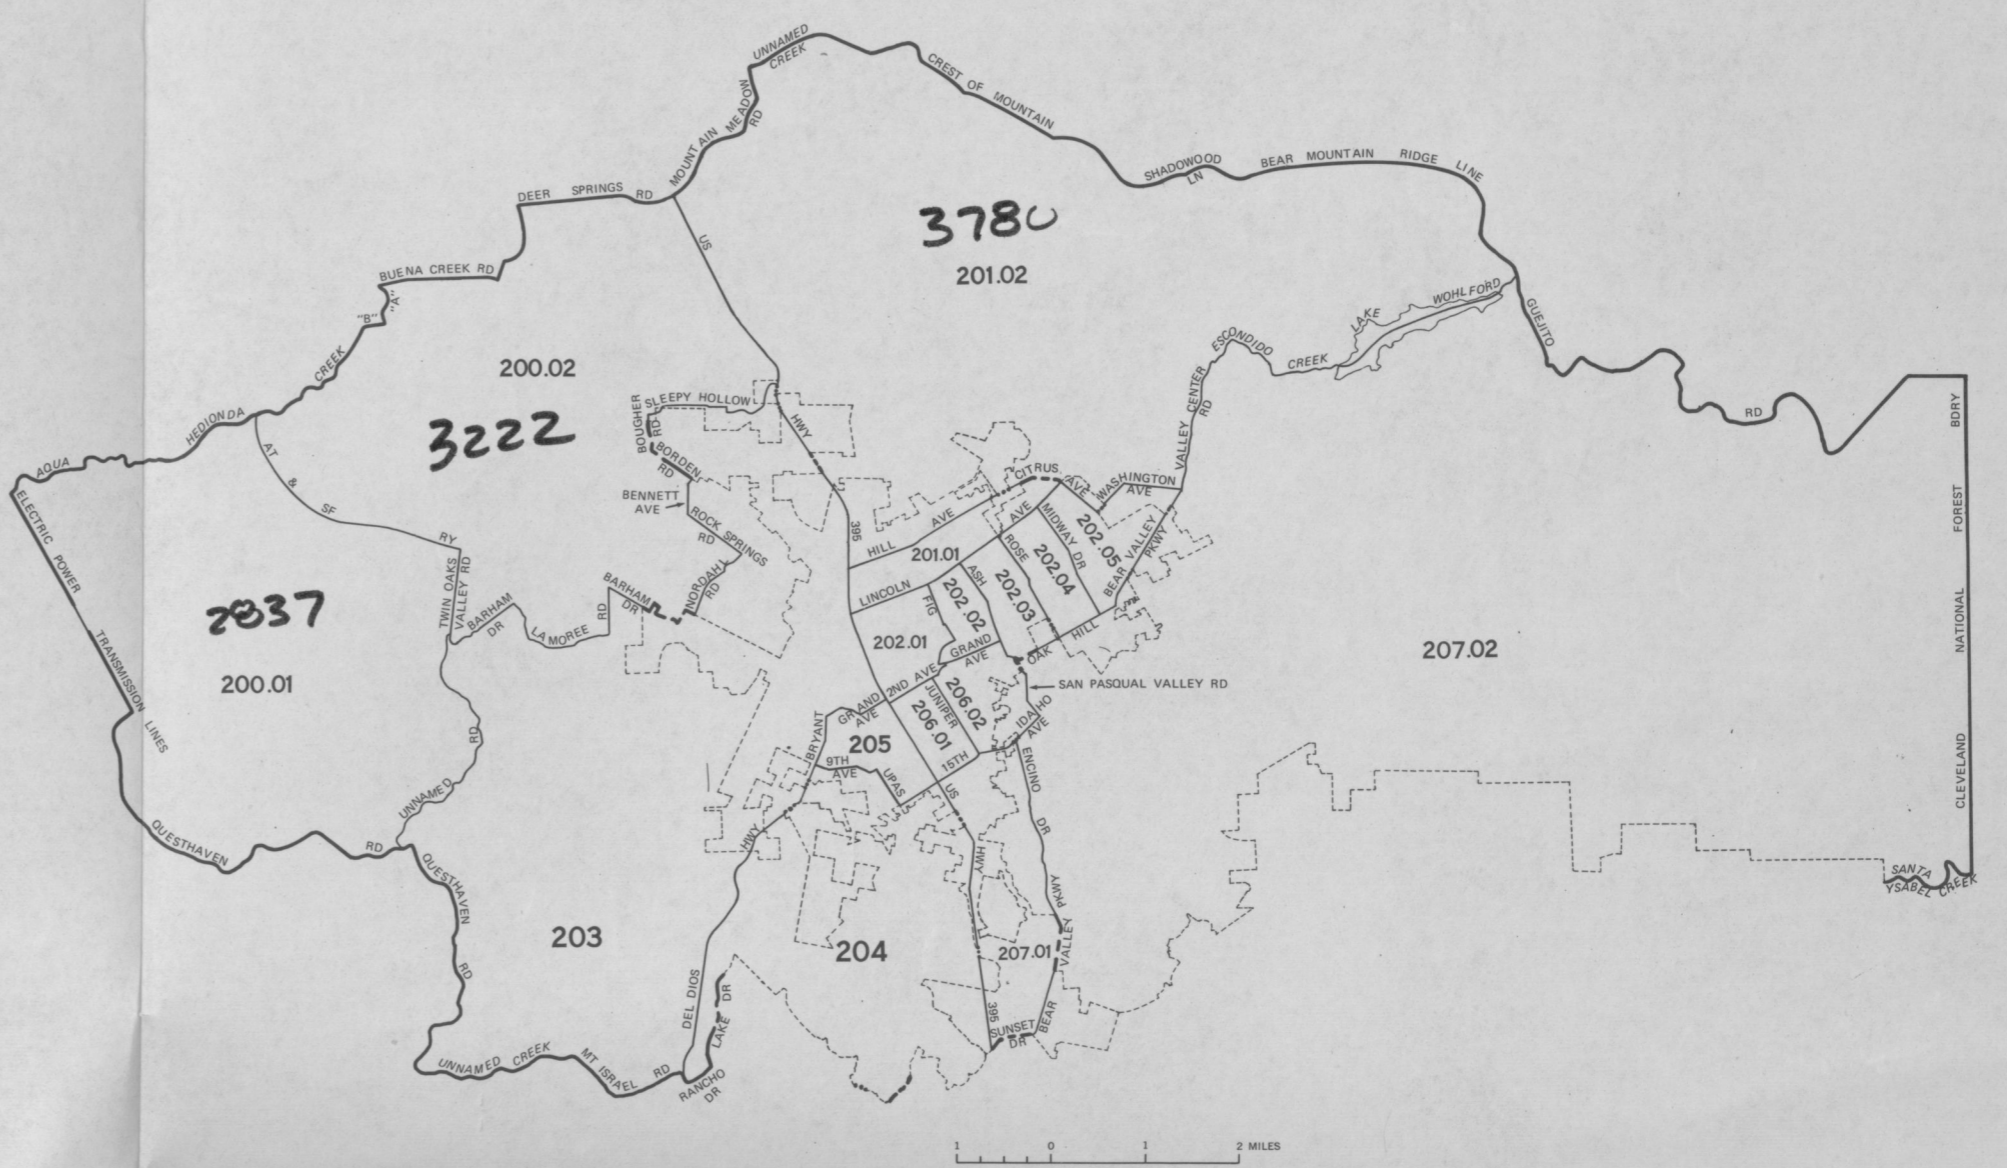 UNNAMED CREEK
CREST OF MOUNTAIN
MOUNTAIN MEADOW RD
SHADOWOOD LN
BEAR MOUNTAIN RIDGE LINE
DEER SPRINGS RD
US
3780
201.02
BUENA CREEK RD
"A"
"B"
CREEK
LAKE WOHLFORD
GUEJITO
ESCONDIDO CREEK
200.02
VALLEY CENTER RD
RD
BDRY
HEDIONDA
BOUGHER RD
SLEEPY HOLLOW
HWY
3222
AQUA
AT & SF RY
BORDEN RD
CITRUS AVE
WASHINGTON AVE
ELECTRIC POWER TRANSMISSION LINES
BENNETT AVE
ROCK SPRINGS RD
395
HILL AVE
AVE
MIDWAY DR
202.05
BEAR VALLEY PKWY
FOREST
201.01
ROSE
202.04
TWIN OAKS VALLEY RD
BARHAM DR
NORDAHL RD
LINCOLN
ASH
202.03
2837
BARHAM DR
LA MOREE RD
FIG
202.02
OAK HILL
NATIONAL
202.01
GRAND AVE
207.02
200.01
2ND AVE
SAN PASQUAL VALLEY RD
JUNIPER
206.02
GRAND AVE
206.01
IDAHO AVE
BRYANT
205
9TH AVE
UPAS
15TH
ENCINO DR
CLEVELAND
UNNAMED RD
US
HWY
HWY
QUESTHAVEN RD
QUESTHAVEN RD
PKWY
SANTA YSABEL CREEK
203
204
207.01
VALLEY
BEAR
DEL DIOS
LAKE DR
395
SUNSET DR
UNNAMED CREEK
MT ISRAEL RD
RANCHO DR
1 0 1 2 MILES